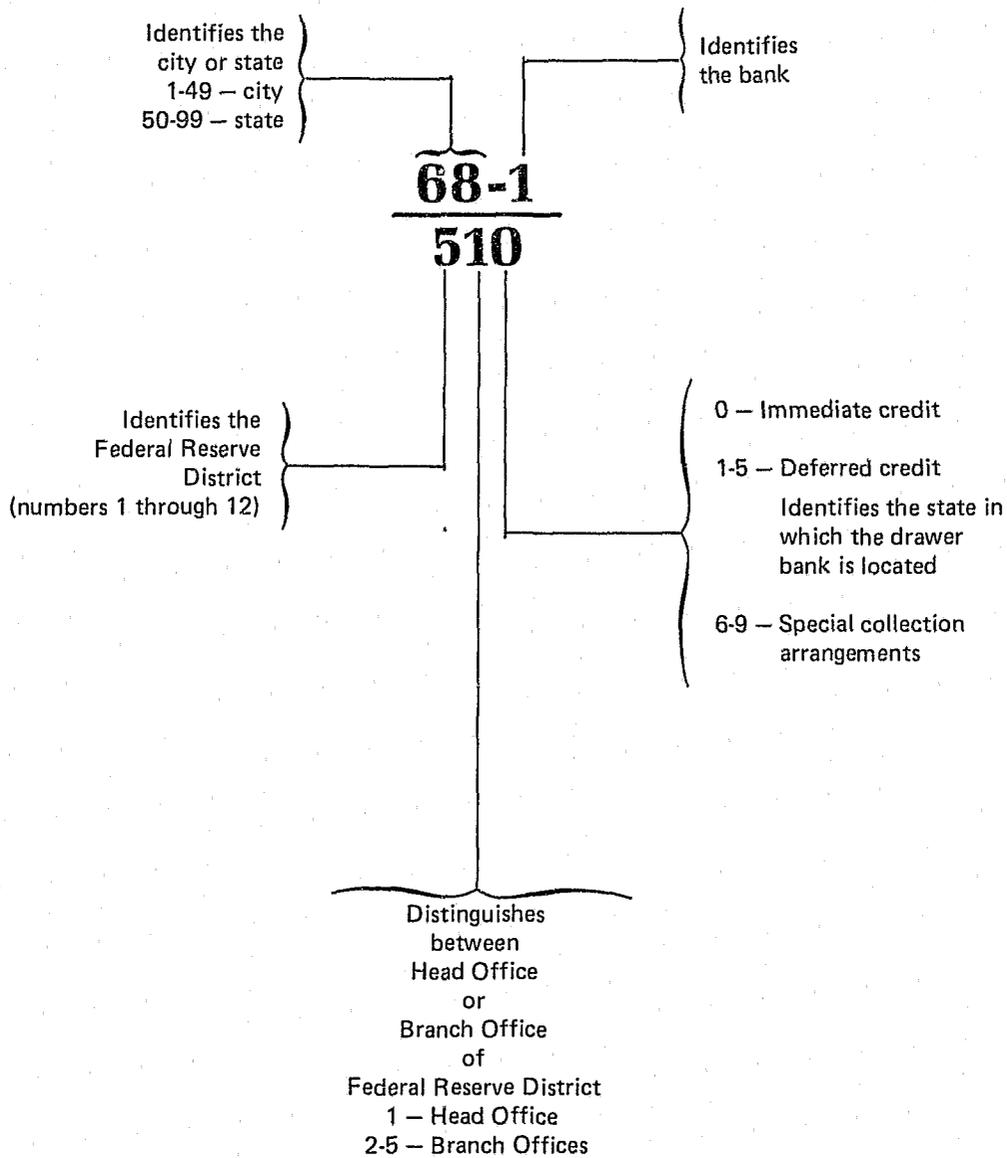 Identifies the
city or state
1-49 — city
50-99 — state
Identifies
the bank
68-1
510
Identifies the
Federal Reserve
District
(numbers 1 through 12)
0 — Immediate credit
1-5 — Deferred credit
Identifies the state in
which the drawer
bank is located
6-9 — Special collection
arrangements
Distinguishes
between
Head Office
or
Branch Office
of
Federal Reserve District
1 — Head Office
2-5 — Branch Offices